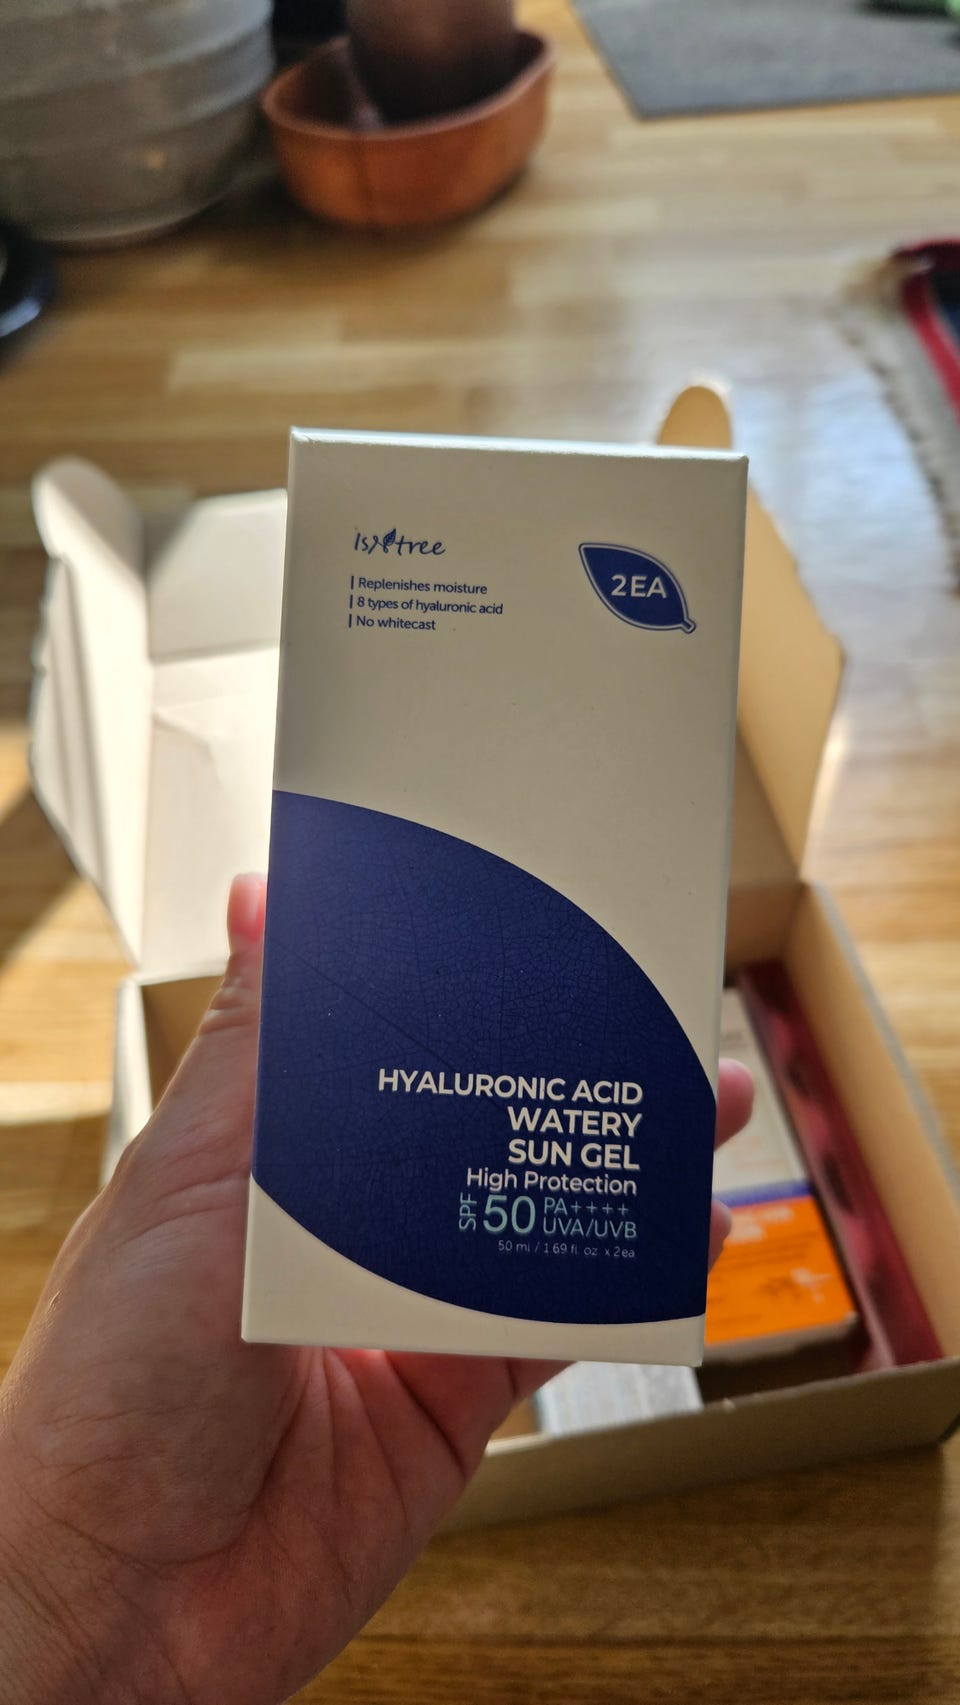 isntree
Replenishes moisture
8 types of hyaluronic acid
No whitecast
2EA
HYALURONIC ACID
WATERY
SUN GEL
High Protection
SPF 50 PA++++
UVA/UVB
50 ml / 1.69 fl. oz x 2ea